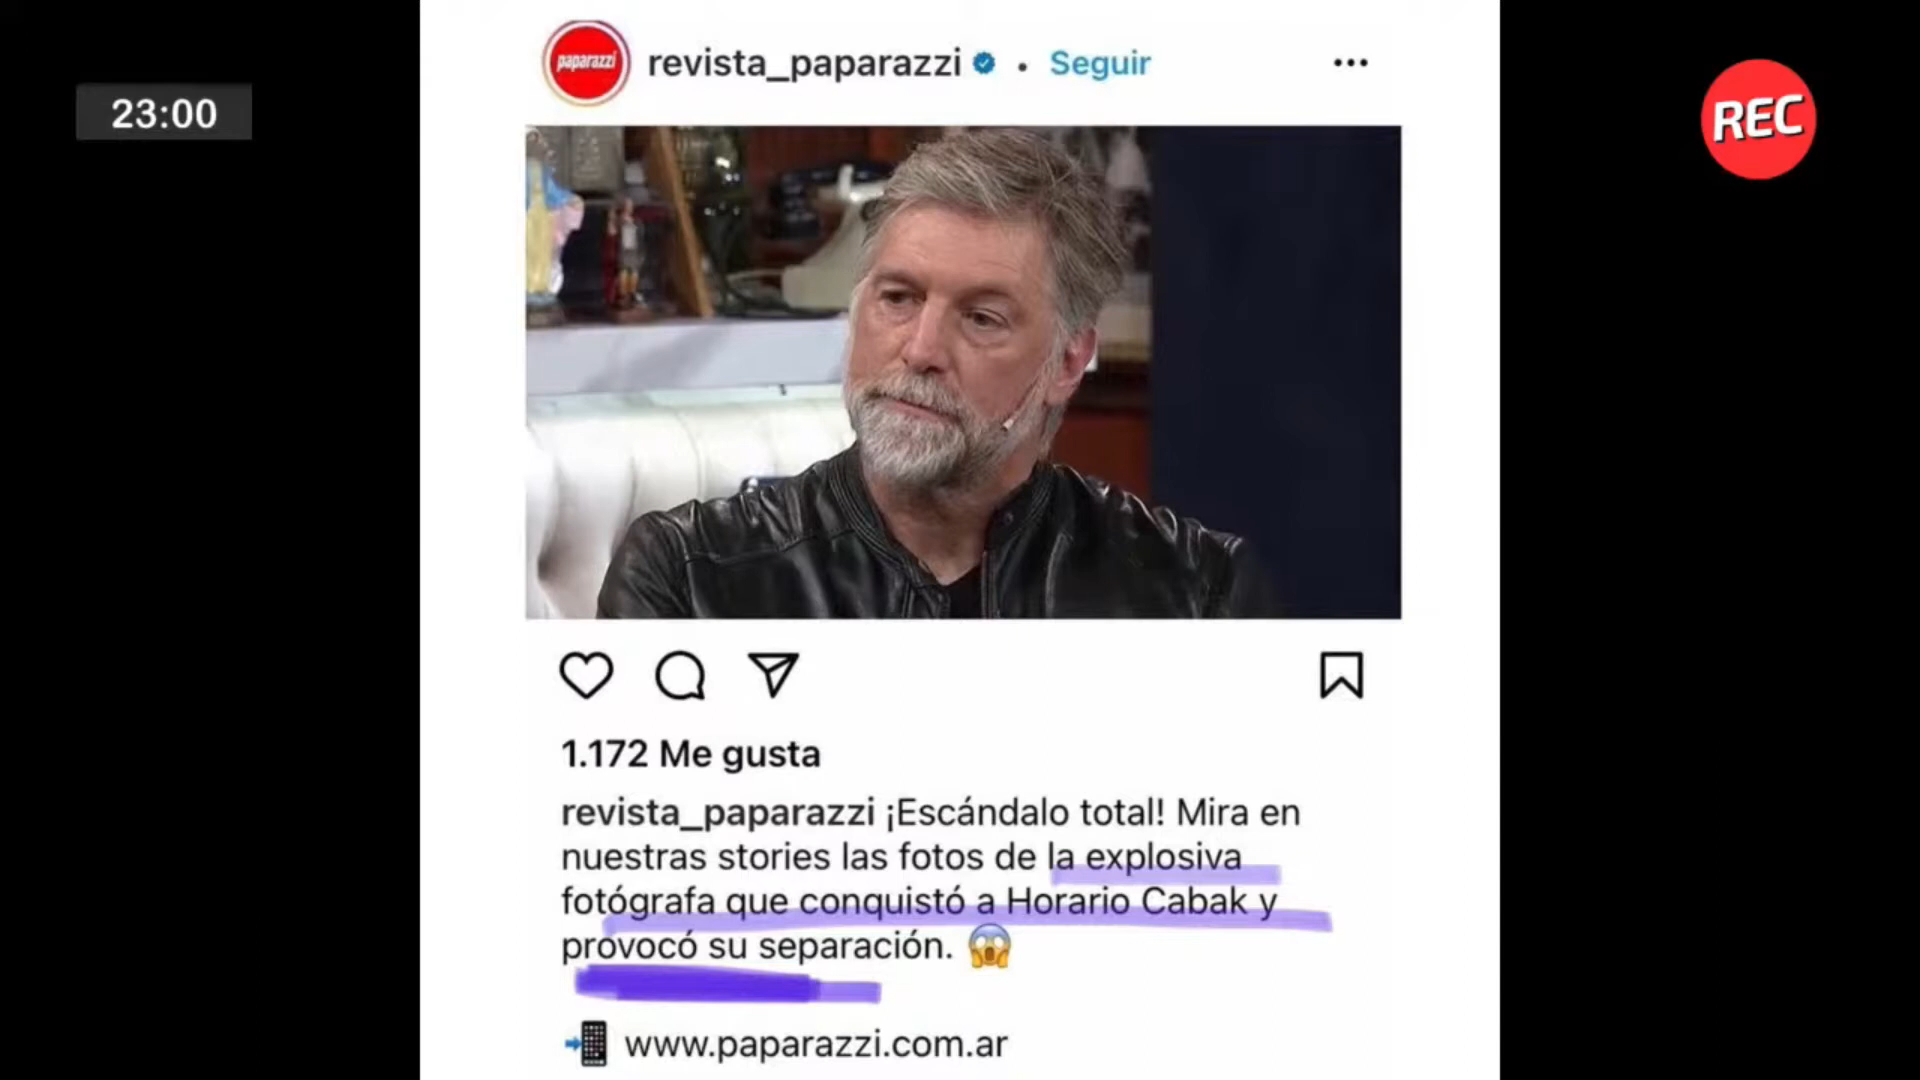 23:00
REC
paparazzi
revista_paparazzi • Seguir
1.172 Me gusta
revista_paparazzi ¡Escándalo total! Mira en
nuestras stories las fotos de la explosiva
fotógrafa que conquistó a Horario Cabak y
provocó su separación. 😱
📲 www.paparazzi.com.ar